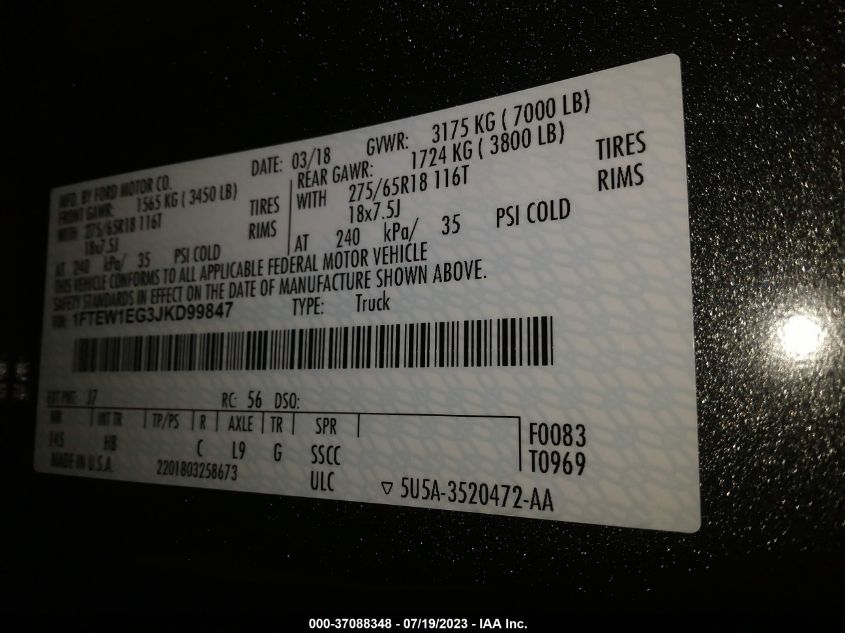 MFD. BY FORD MOTOR CO.
DATE: 03/18 GVWR: 3175 KG ( 7000 LB)
FRONT GAWR: 1565 KG ( 3450 LB) REAR GAWR: 1724 KG ( 3800 LB)
WITH 275/65R18 116T TIRES WITH 275/65R18 116T TIRES
18x7.5J RIMS 18x7.5J RIMS
AT 240 kPa/ 35 PSI COLD AT 240 kPa/ 35 PSI COLD
THIS VEHICLE CONFORMS TO ALL APPLICABLE FEDERAL MOTOR VEHICLE
SAFETY STANDARDS IN EFFECT ON THE DATE OF MANUFACTURE SHOWN ABOVE.
VIN: 1FTEW1EG3JKD99847 TYPE: Truck
EXT PNT: J7 RC: 56 DSO:
WB INT TR TP/PS R AXLE TR SPR
145 HB C L9 G SSCC
F0083
T0969
MADE IN U.S.A. 2201803258673 ULC
▽ 5U5A-3520472-AA
000-37088348 - 07/19/2023 - IAA Inc.